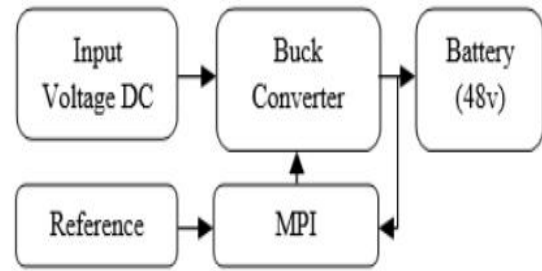 Input
Voltage DC
Buck
Converter
Battery
(48v)
Reference
MPI